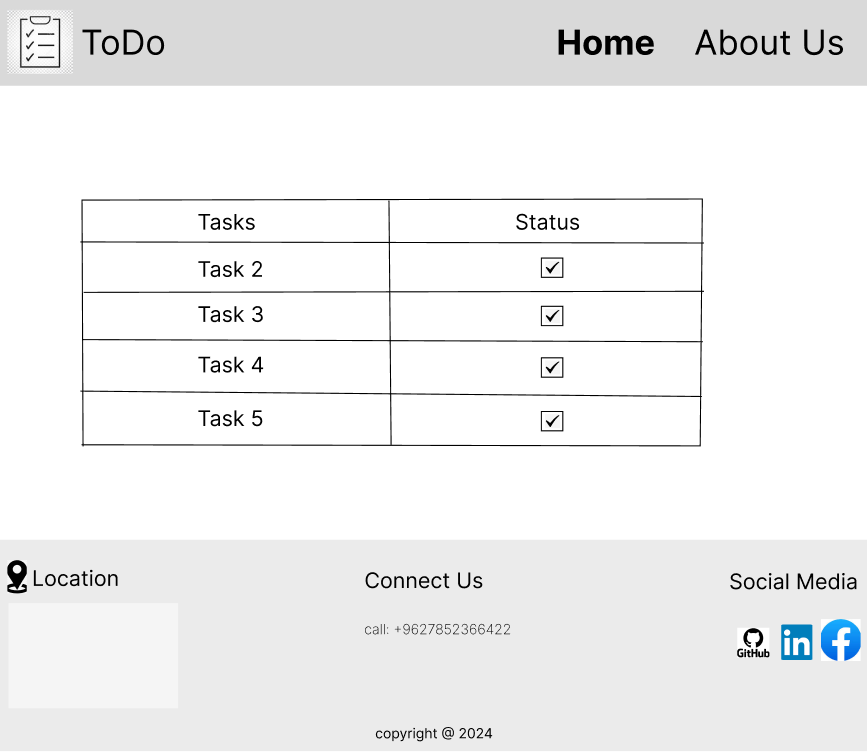 ToDo
Home
About Us
Tasks
Status
Task 2
Task 3
Task 4
Task 5
Location
Connect Us
Social Media
call: +9627852366422
GitHub
in
f
copyright @ 2024